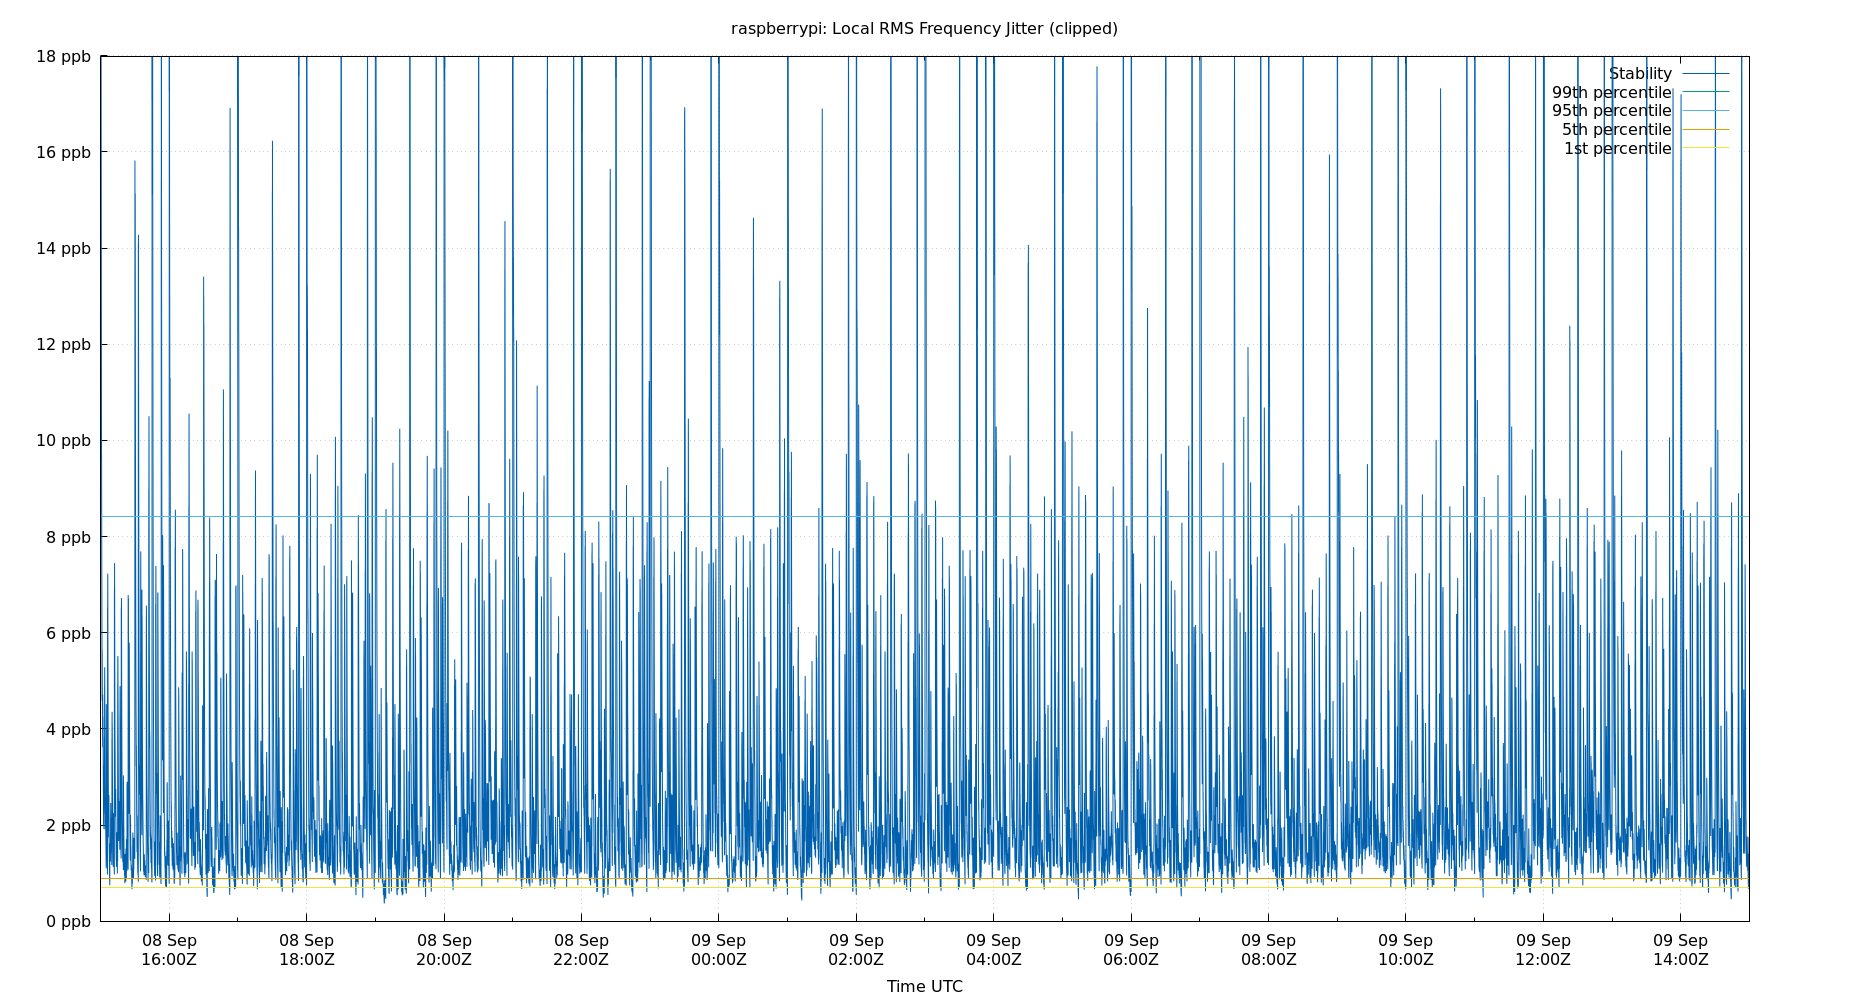 raspberrypi: Local RMS Frequency Jitter (clipped)
18 ppb
16 ppb
14 ppb
12 ppb
10 ppb
8 ppb
6 ppb
4 ppb
2 ppb
0 ppb
Stability
99th percentile
95th percentile
5th percentile
1st percentile
08 Sep 08 Sep 08 Sep 08 Sep 09 Sep 09 Sep 09 Sep 09 Sep 09 Sep 09 Sep 09 Sep 09 Sep
16:00Z 18:00Z 20:00Z 22:00Z 00:00Z 02:00Z 04:00Z 06:00Z 08:00Z 10:00Z 12:00Z 14:00Z
Time UTC